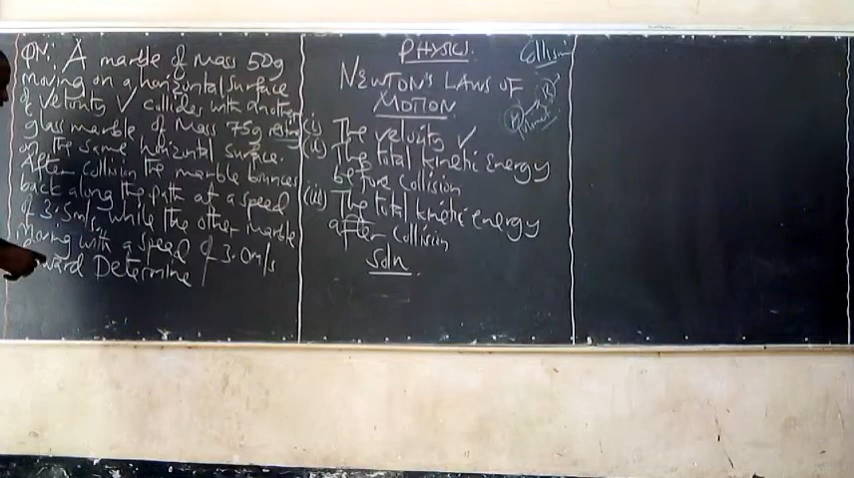 QN: A marble of mass 50g
moving on a horizontal surface
of velocity V collides with another
glass marble of mass 75g resting
on the same horizontal surface.
After collision the marble bounces
back along the path at a speed
of 3.5m/s, while the other marble
moving with a speed of 3.0m/s
Determine
PHYSICS.
NEWTON'S LAWS OF
MOTION.
(i) The velocity V
(ii) The total kinetic Energy
before collision
(iii) The total kinetic energy
after collision
Soln
Collision